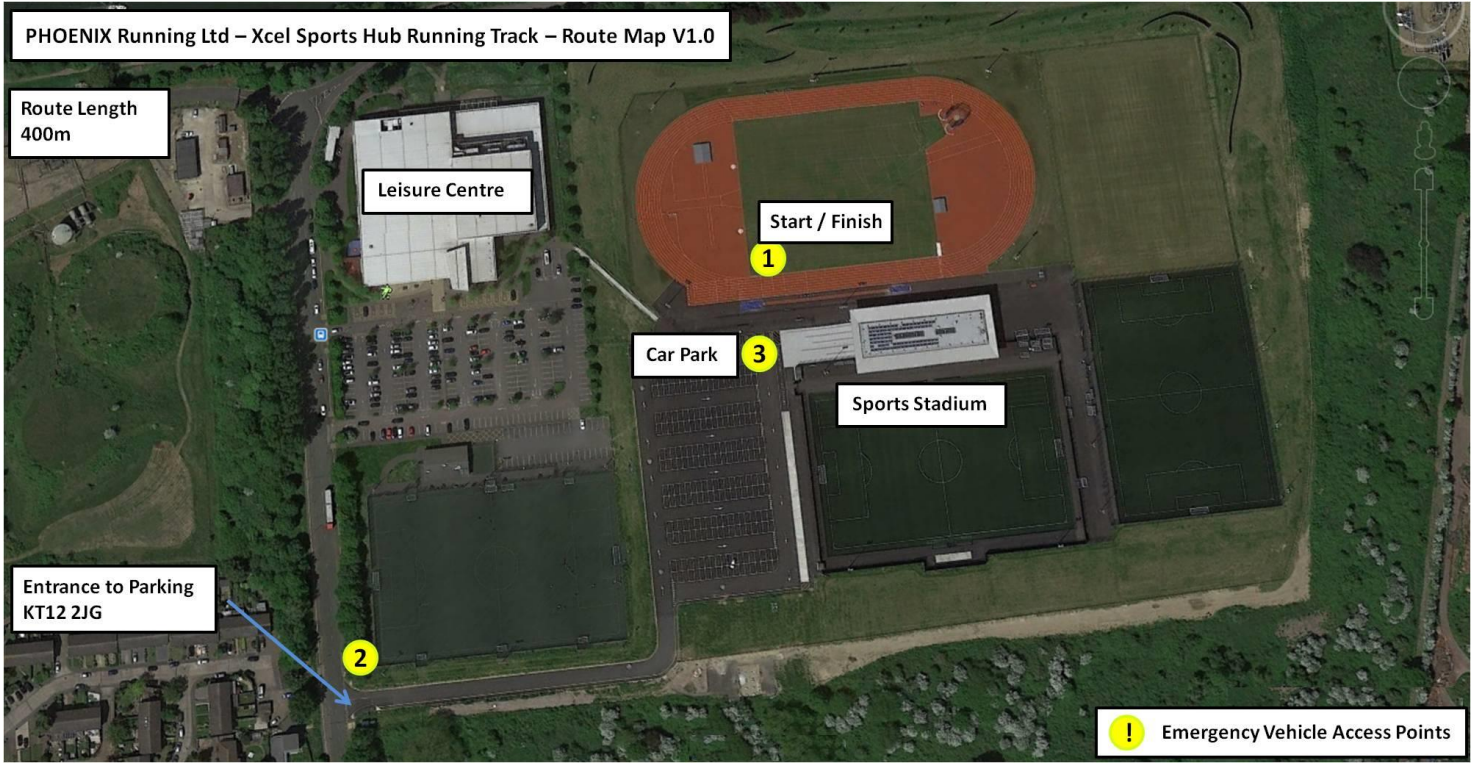 PHOENIX Running Ltd – Xcel Sports Hub Running Track – Route Map V1.0
Route Length
400m
Leisure Centre
Start / Finish
1
Car Park
3
Sports Stadium
Entrance to Parking
KT12 2JG
2
! Emergency Vehicle Access Points